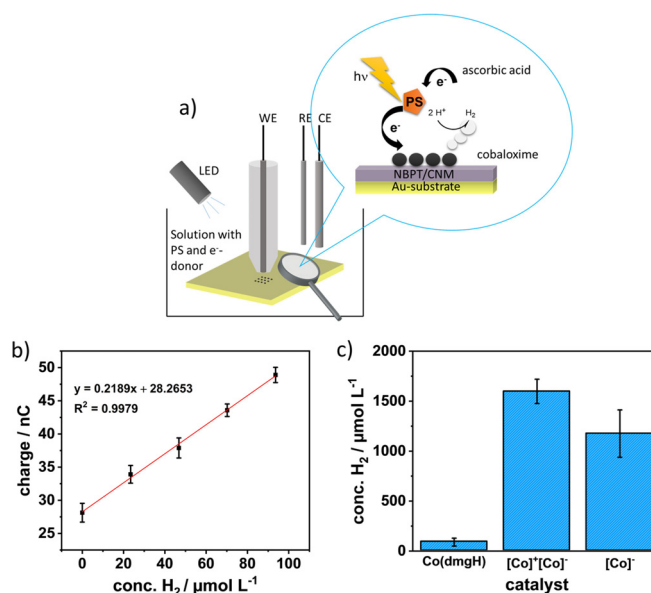 a)
hν
ascorbic acid
e⁻
PS
2 H⁺
H₂
e⁻
cobaloxime
NBPT/CNM
Au-substrate
WE
RE
CE
LED
Solution with
PS and e⁻-
donor
b)
charge / nC
50
45
40
35
30
25
y = 0.2189x + 28.2653
R² = 0.9979
0 20 40 60 80 100
conc. H₂ / μmol L⁻¹
c)
conc. H₂ / μmol L⁻¹
2000
1500
1000
500
0
Co(dmgH) [Co]⁺[Co]⁻ [Co]⁻
catalyst